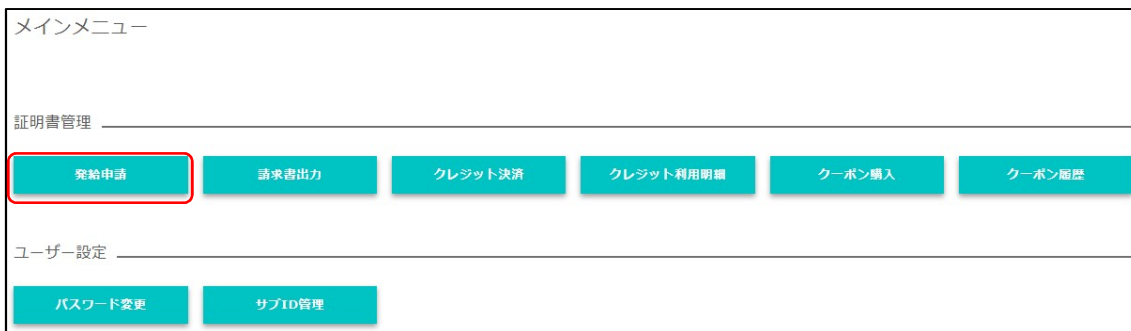 メインメニュー
証明書管理
発給申請 請求書出力 クレジット決済 クレジット利用明細 クーポン購入 クーポン履歴
ユーザー設定
パスワード変更 サブID管理